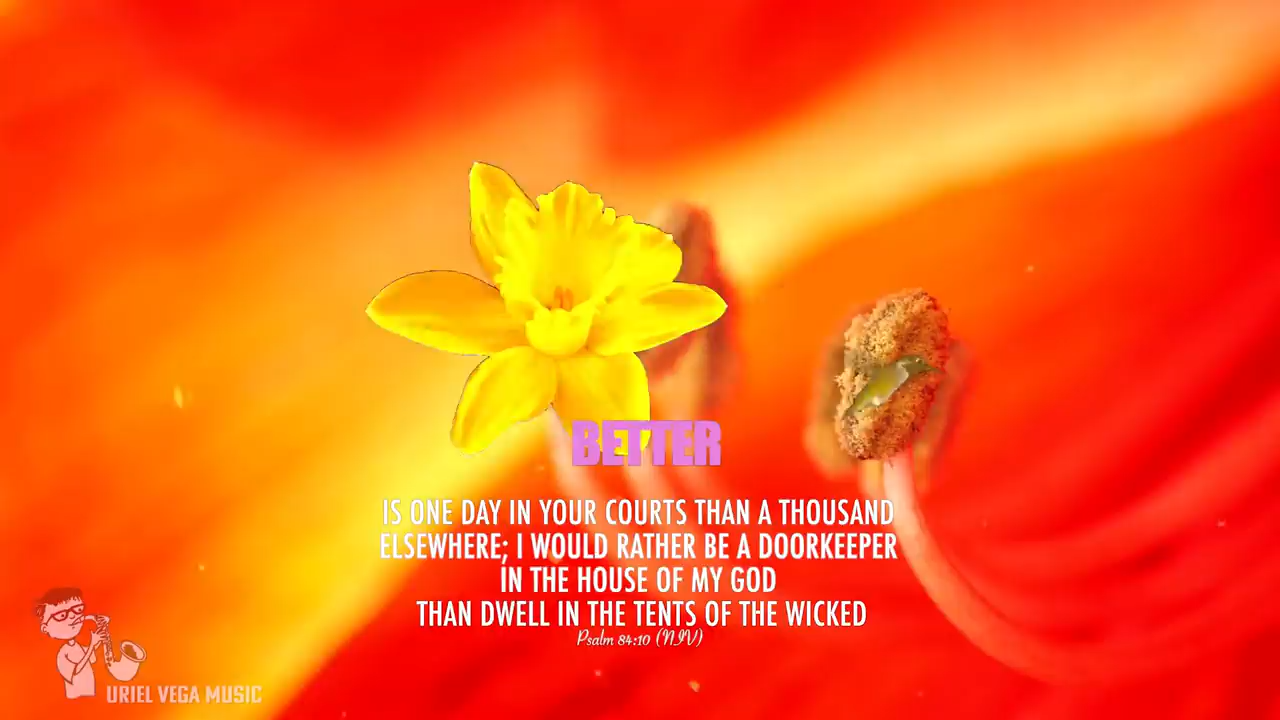 BETTER
IS ONE DAY IN YOUR COURTS THAN A THOUSAND
ELSEWHERE; I WOULD RATHER BE A DOORKEEPER
IN THE HOUSE OF MY GOD
THAN DWELL IN THE TENTS OF THE WICKED
Psalm 84:10 (NIV)
URIEL VEGA MUSIC